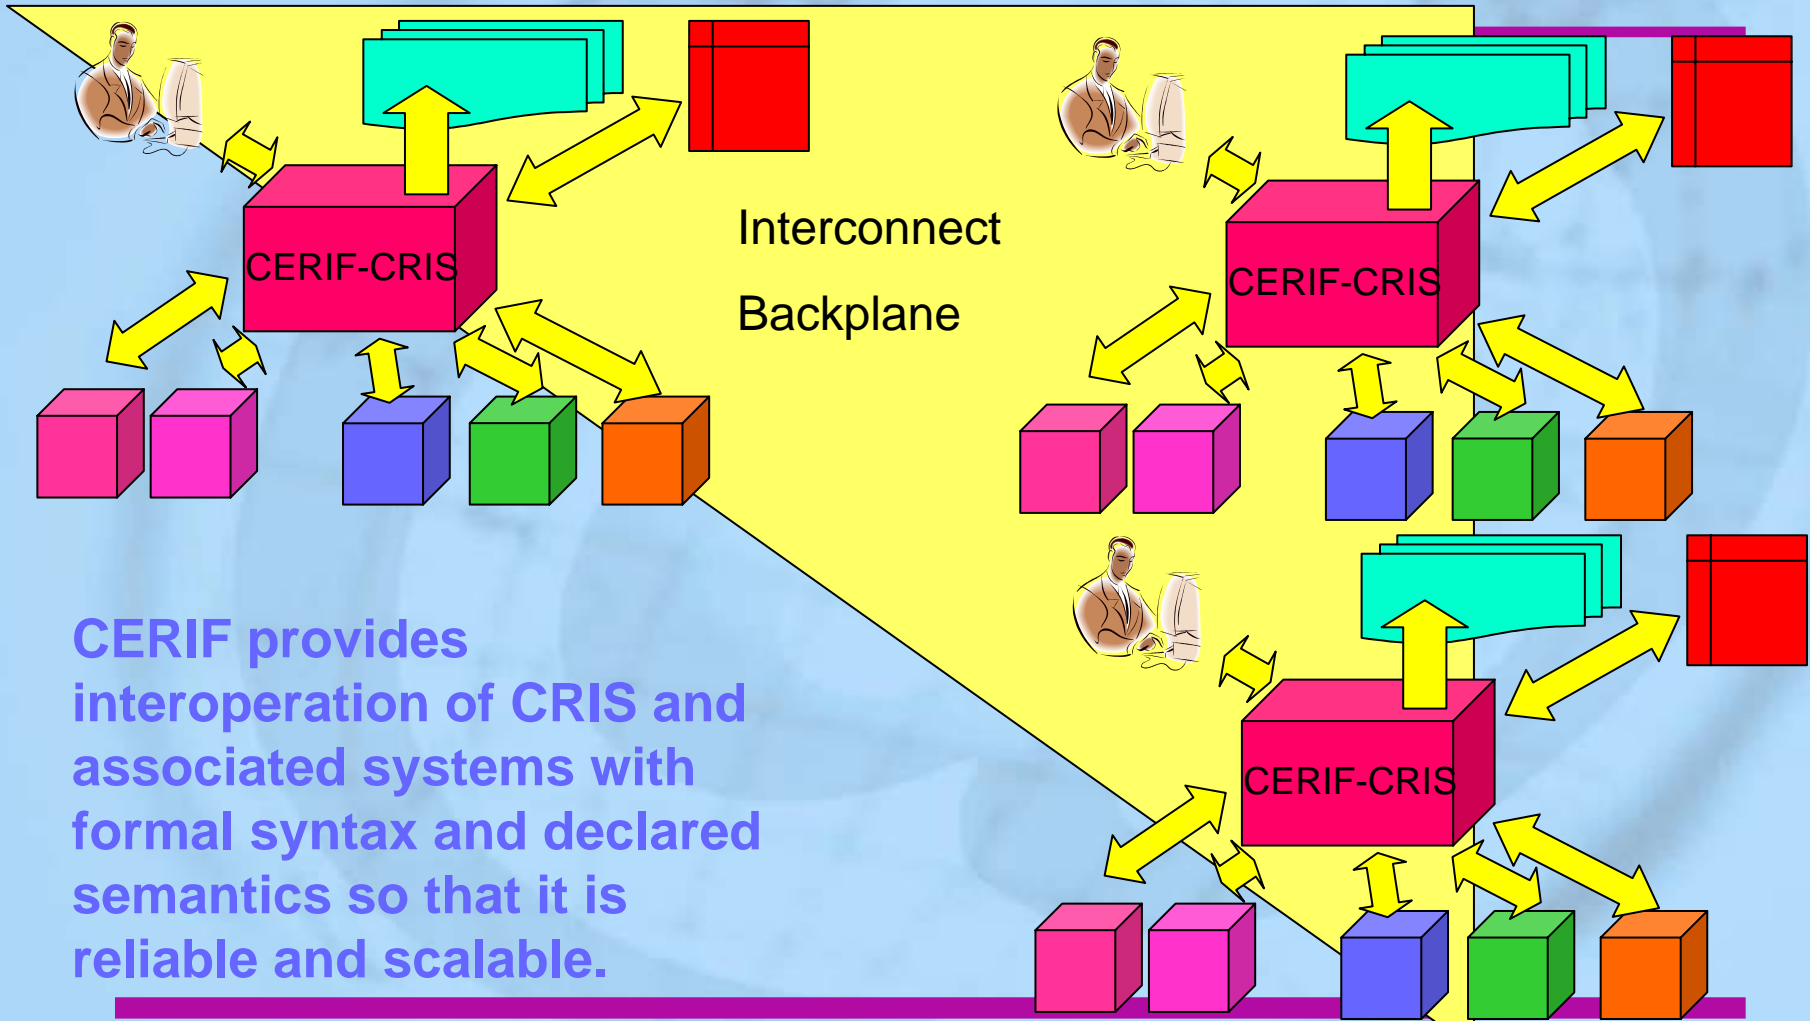 Interconnect
Backplane
CERIF-CRIS
CERIF-CRIS
CERIF-CRIS
CERIF provides
interoperation of CRIS and
associated systems with
formal syntax and declared
semantics so that it is
reliable and scalable.